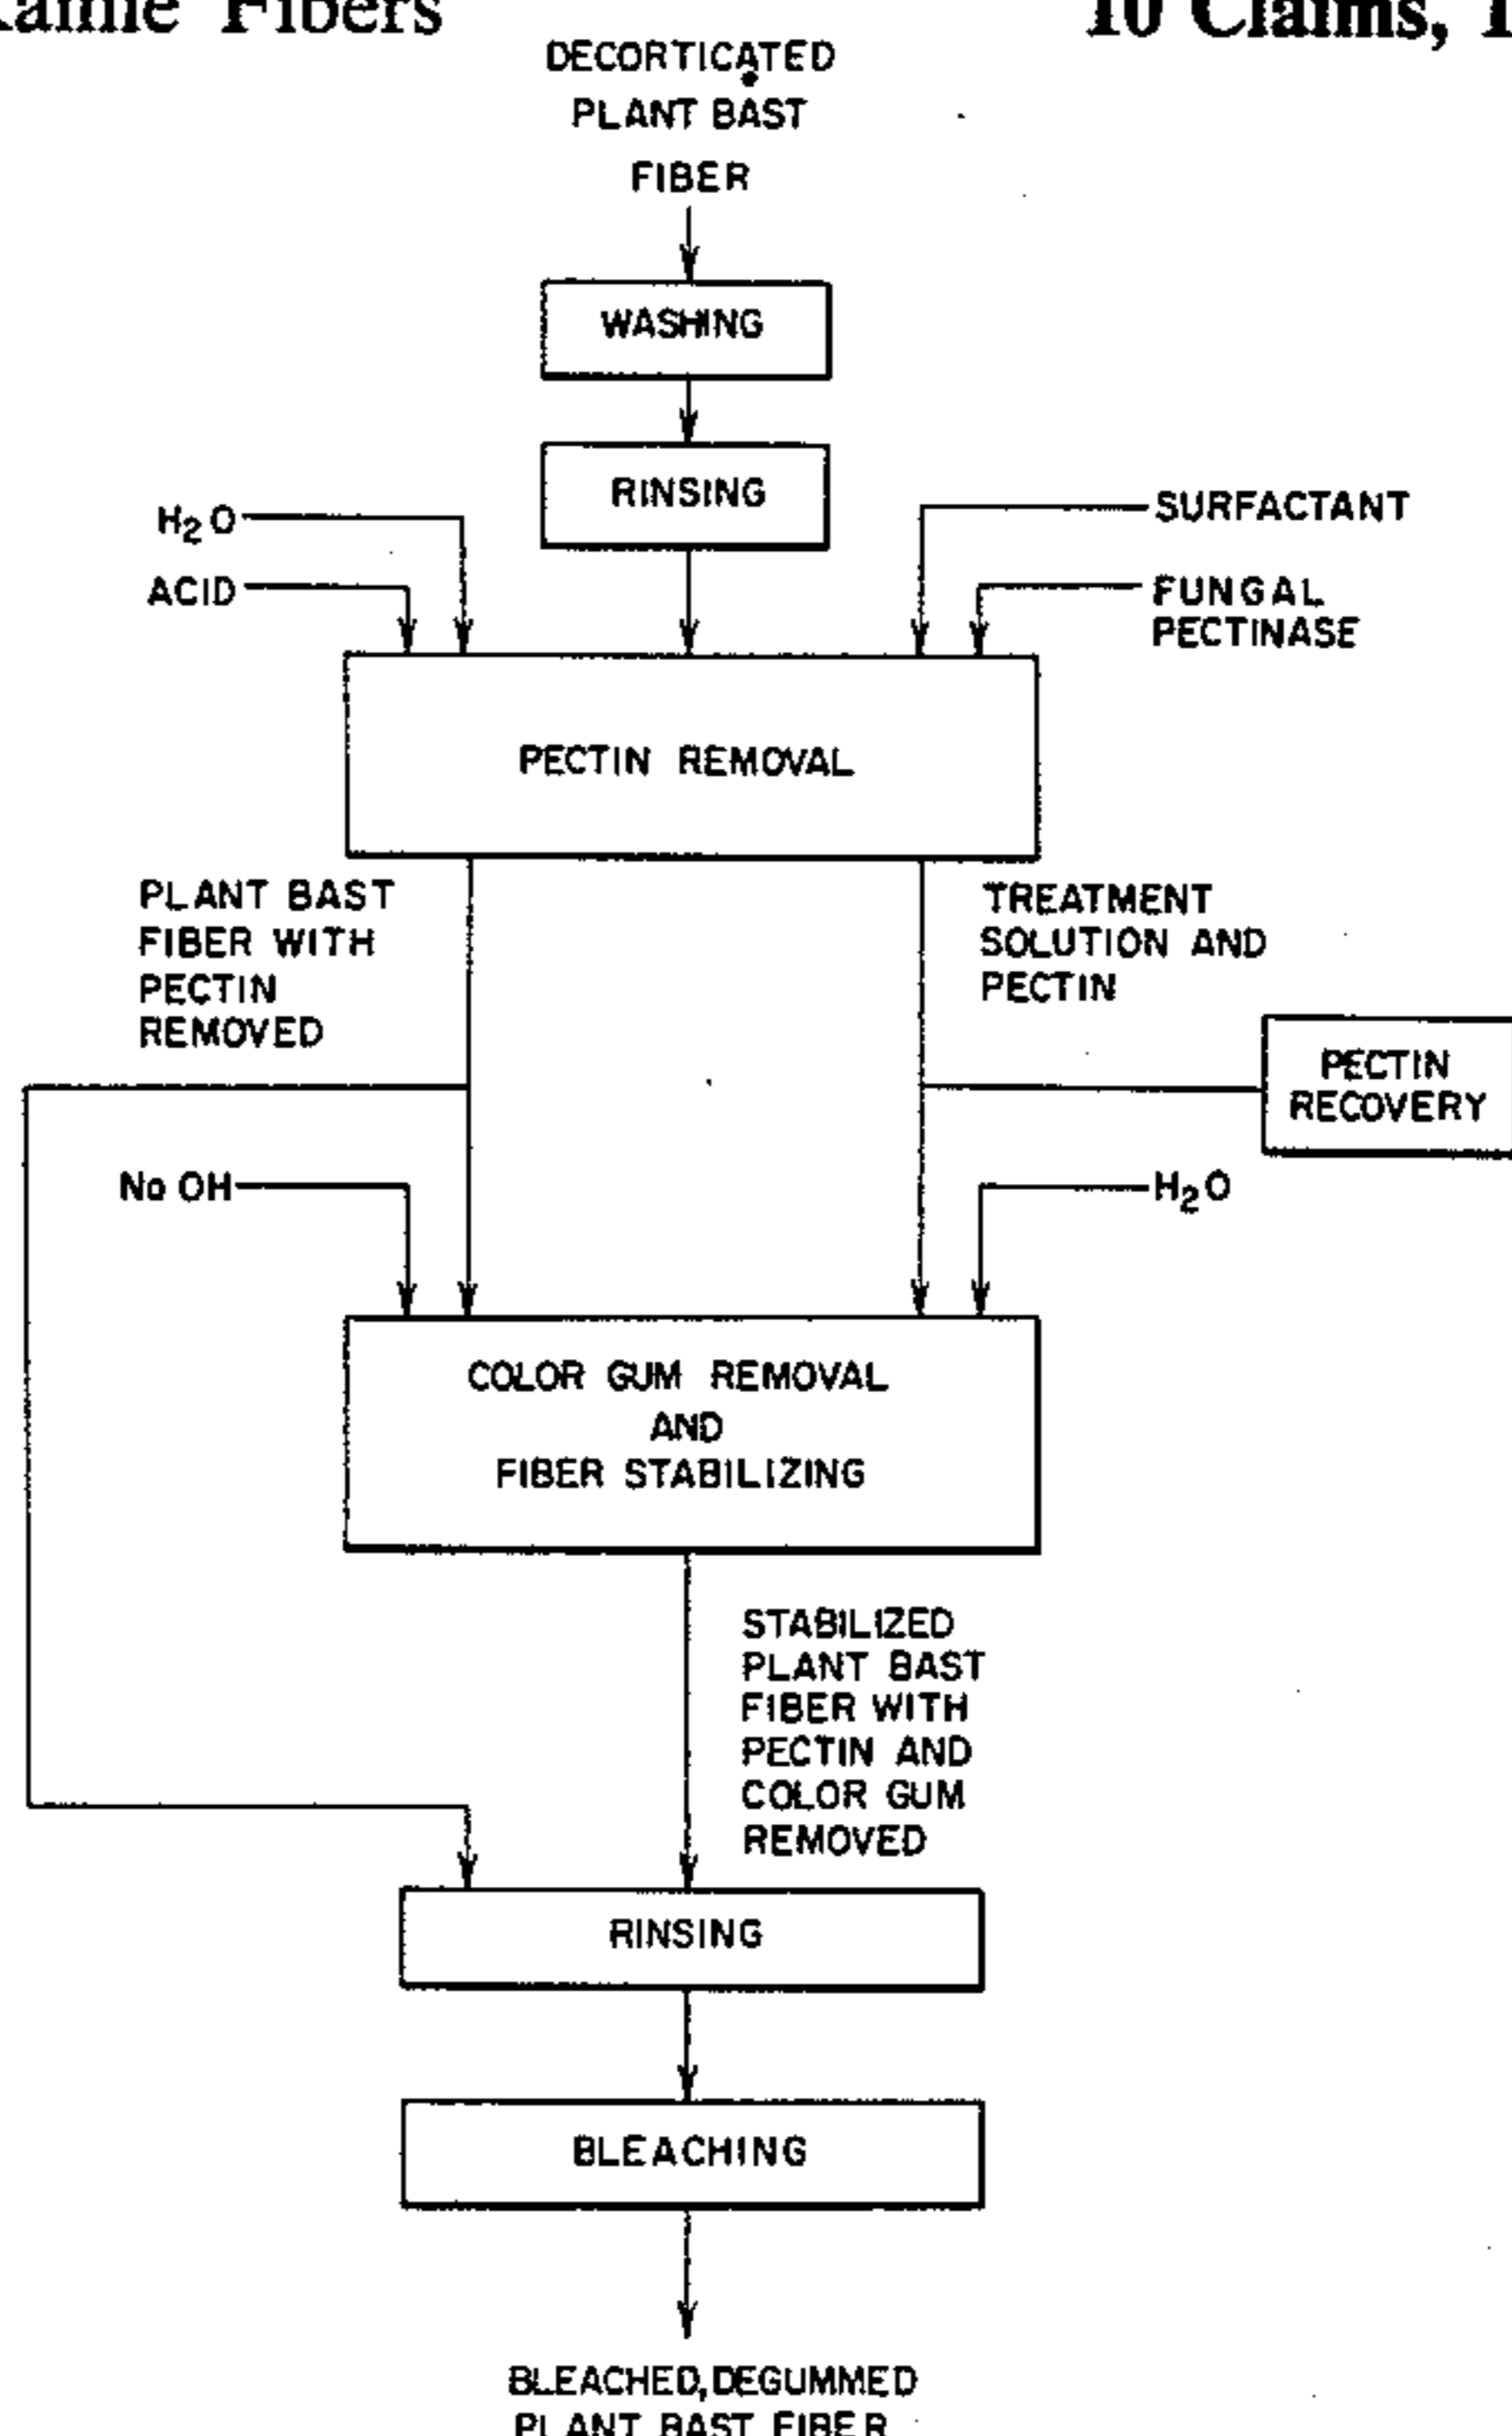 Ramie Fibers
10 Claims, 1
DECORTICATED
PLANT BAST
FIBER
WASHING
RINSING
H2O
ACID
SURFACTANT
FUNGAL
PECTINASE
PECTIN REMOVAL
PLANT BAST
FIBER WITH
PECTIN
REMOVED
TREATMENT
SOLUTION AND
PECTIN
PECTIN
RECOVERY
Na OH
H2O
COLOR GUM REMOVAL
AND
FIBER STABILIZING
STABILIZED
PLANT BAST
FIBER WITH
PECTIN AND
COLOR GUM
REMOVED
RINSING
BLEACHING
BLEACHED, DEGUMMED
PLANT BAST FIBER